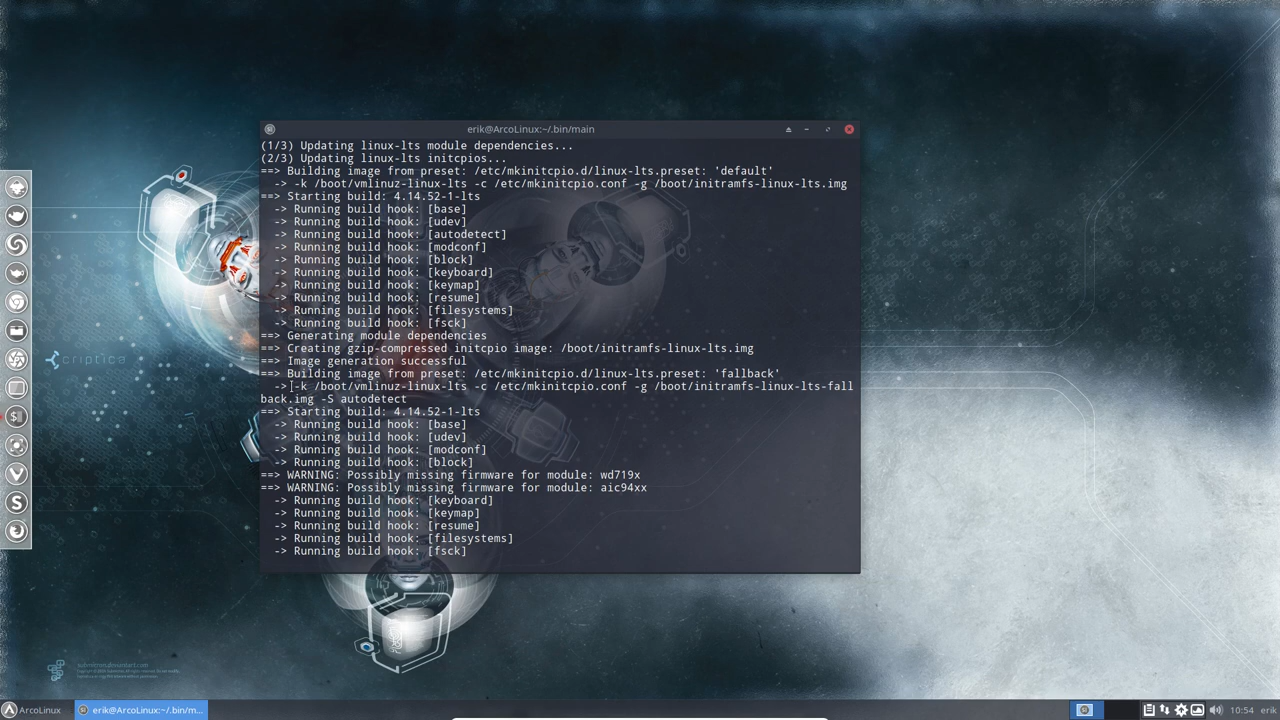 erik@ArcoLinux:~/.bin/main
(1/3) Updating linux-lts module dependencies...
(2/3) Updating linux-lts initcpios...
==> Building image from preset: /etc/mkinitcpio.d/linux-lts.preset: 'default'
-> -k /boot/vmlinuz-linux-lts -c /etc/mkinitcpio.conf -g /boot/initramfs-linux-lts.img
==> Starting build: 4.14.52-1-lts
-> Running build hook: [base]
-> Running build hook: [udev]
-> Running build hook: [autodetect]
-> Running build hook: [modconf]
-> Running build hook: [block]
-> Running build hook: [keyboard]
-> Running build hook: [keymap]
-> Running build hook: [resume]
-> Running build hook: [filesystems]
-> Running build hook: [fsck]
==> Generating module dependencies
==> Creating gzip-compressed initcpio image: /boot/initramfs-linux-lts.img
==> Image generation successful
==> Building image from preset: /etc/mkinitcpio.d/linux-lts.preset: 'fallback'
-> -k /boot/vmlinuz-linux-lts -c /etc/mkinitcpio.conf -g /boot/initramfs-linux-lts-fall
back.img -S autodetect
==> Starting build: 4.14.52-1-lts
-> Running build hook: [base]
-> Running build hook: [udev]
-> Running build hook: [modconf]
-> Running build hook: [block]
==> WARNING: Possibly missing firmware for module: wd719x
==> WARNING: Possibly missing firmware for module: aic94xx
-> Running build hook: [keyboard]
-> Running build hook: [keymap]
-> Running build hook: [resume]
-> Running build hook: [filesystems]
-> Running build hook: [fsck]
criptica
ArcoLinux
erik@ArcoLinux:~/.bin/m...
10:54
erik